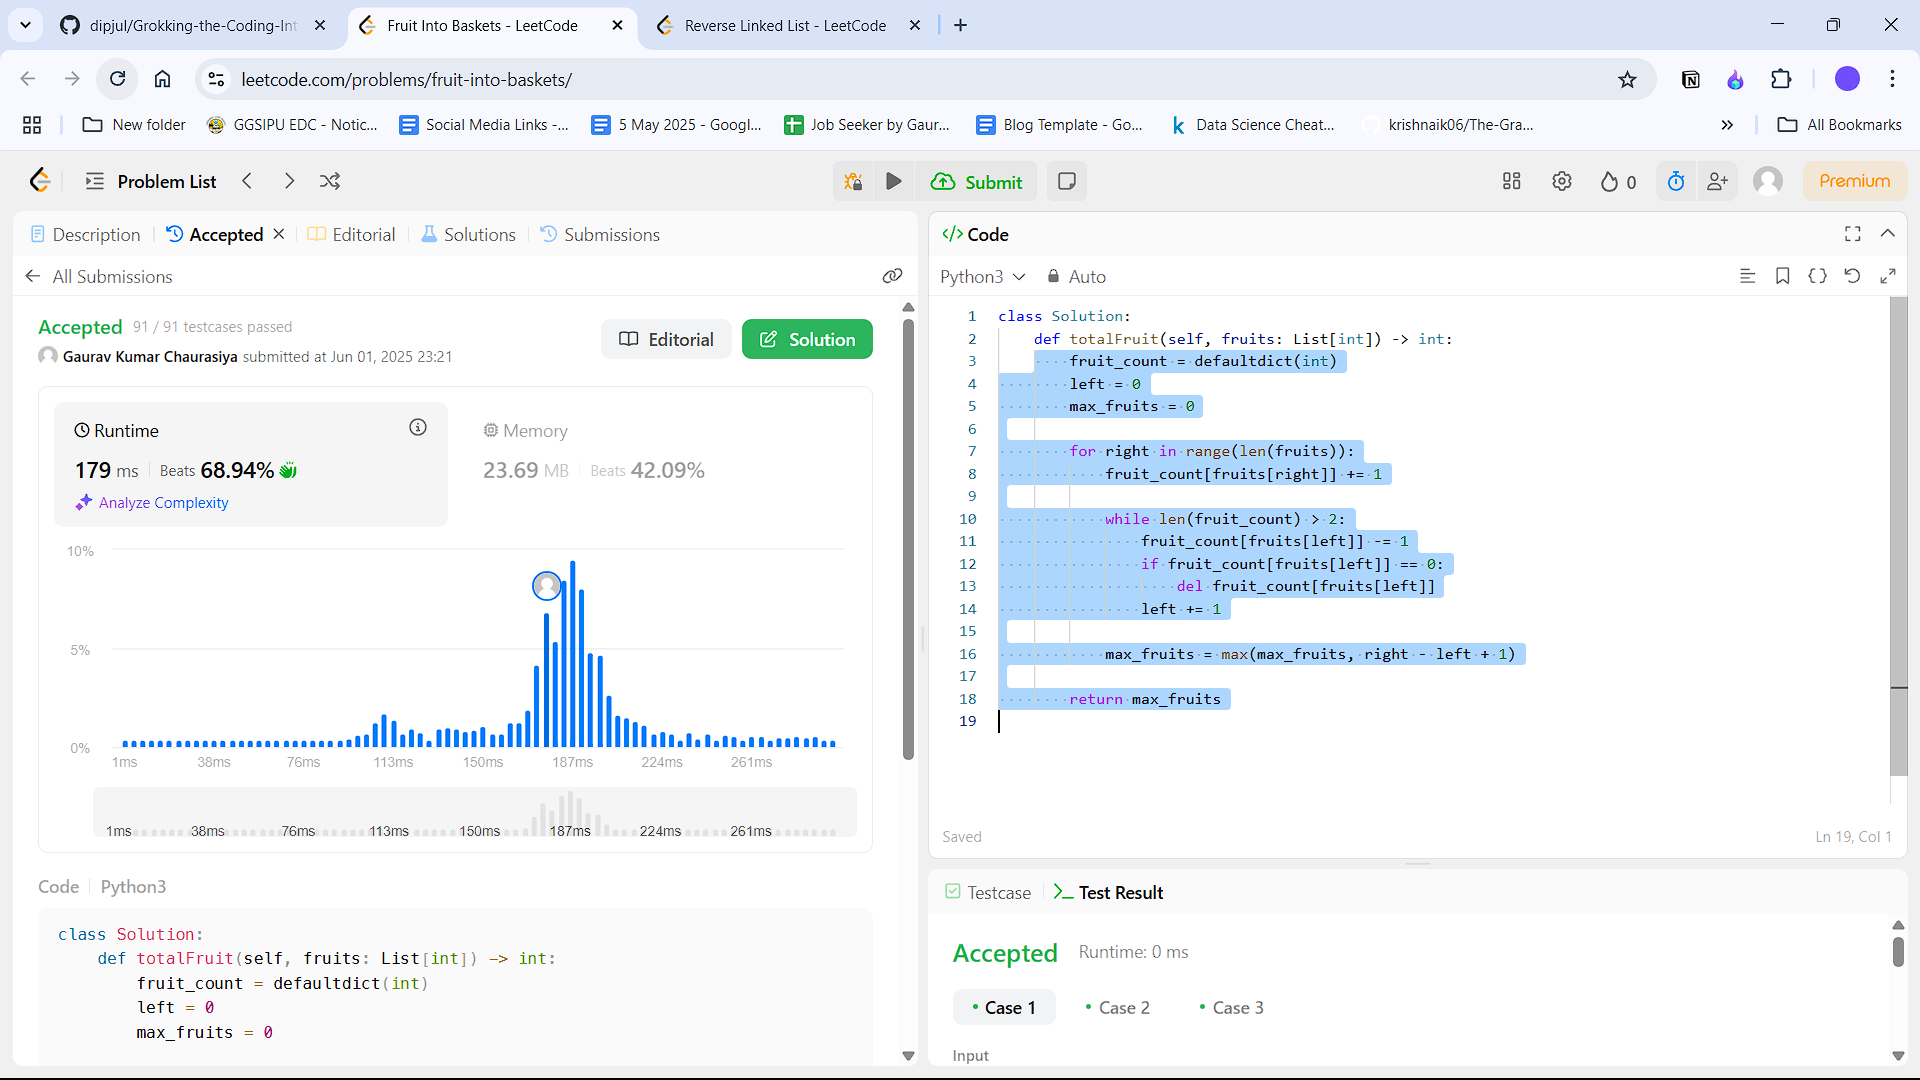 dipjul/Grokking-the-Coding-Int
Fruit Into Baskets - LeetCode
Reverse Linked List - LeetCode
leetcode.com/problems/fruit-into-baskets/
New folder
GGSIPU EDC - Notic...
Social Media Links -...
5 May 2025 - Googl...
Job Seeker by Gaur...
Blog Template - Go...
Data Science Cheat...
krishnaik06/The-Gra...
All Bookmarks
Problem List
Submit
0
Premium
Description
Accepted
Editorial
Solutions
Submissions
All Submissions
Accepted 91 / 91 testcases passed
Gaurav Kumar Chaurasiya submitted at Jun 01, 2025 23:21
Editorial
Solution
Runtime
179 ms Beats 68.94%
Analyze Complexity
Memory
23.69 MB Beats 42.09%
10%
5%
0%
1ms 38ms 76ms 113ms 150ms 187ms 224ms 261ms
1ms 38ms 76ms 113ms 150ms 187ms 224ms 261ms
Code Python3
class Solution:
    def totalFruit(self, fruits: List[int]) -> int:
        fruit_count = defaultdict(int)
        left = 0
        max_fruits = 0
</> Code
Python3 Auto
1 class Solution:
2     def totalFruit(self, fruits: List[int]) -> int:
3         fruit_count = defaultdict(int)
4         left = 0
5         max_fruits = 0
6
7         for right in range(len(fruits)):
8             fruit_count[fruits[right]] += 1
9
10             while len(fruit_count) > 2:
11                 fruit_count[fruits[left]] -= 1
12                 if fruit_count[fruits[left]] == 0:
13                     del fruit_count[fruits[left]]
14                 left += 1
15
16             max_fruits = max(max_fruits, right - left + 1)
17
18         return max_fruits
19
Saved
Ln 19, Col 1
Testcase
Test Result
Accepted Runtime: 0 ms
Case 1
Case 2
Case 3
Input